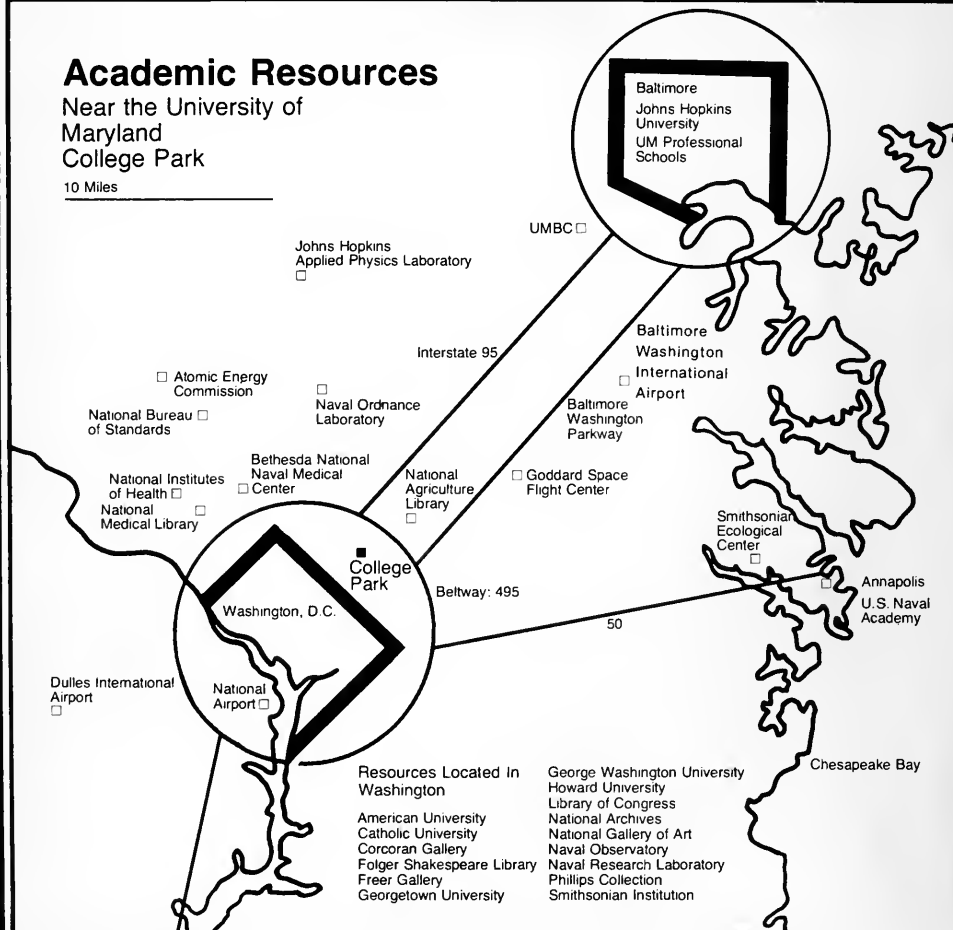 Academic Resources
Near the University of
Maryland
College Park
10 Miles
Baltimore
Johns Hopkins
University
UM Professional
Schools
UMBC
Johns Hopkins
Applied Physics Laboratory
Interstate 95
Baltimore
Washington
International
Airport
Atomic Energy
Commission
Naval Ordnance
Laboratory
Baltimore
Washington
Parkway
National Bureau
of Standards
Bethesda National
Naval Medical
Center
National Institutes
of Health
National
Medical Library
National
Agriculture
Library
Goddard Space
Flight Center
Smithsonian
Ecological
Center
College
Park
Beltway: 495
Annapolis
U.S. Naval
Academy
Washington, D.C.
50
Dulles International
Airport
National
Airport
Chesapeake Bay
Resources Located In
Washington
American University
Catholic University
Corcoran Gallery
Folger Shakespeare Library
Freer Gallery
Georgetown University
George Washington University
Howard University
Library of Congress
National Archives
National Gallery of Art
Naval Observatory
Naval Research Laboratory
Phillips Collection
Smithsonian Institution